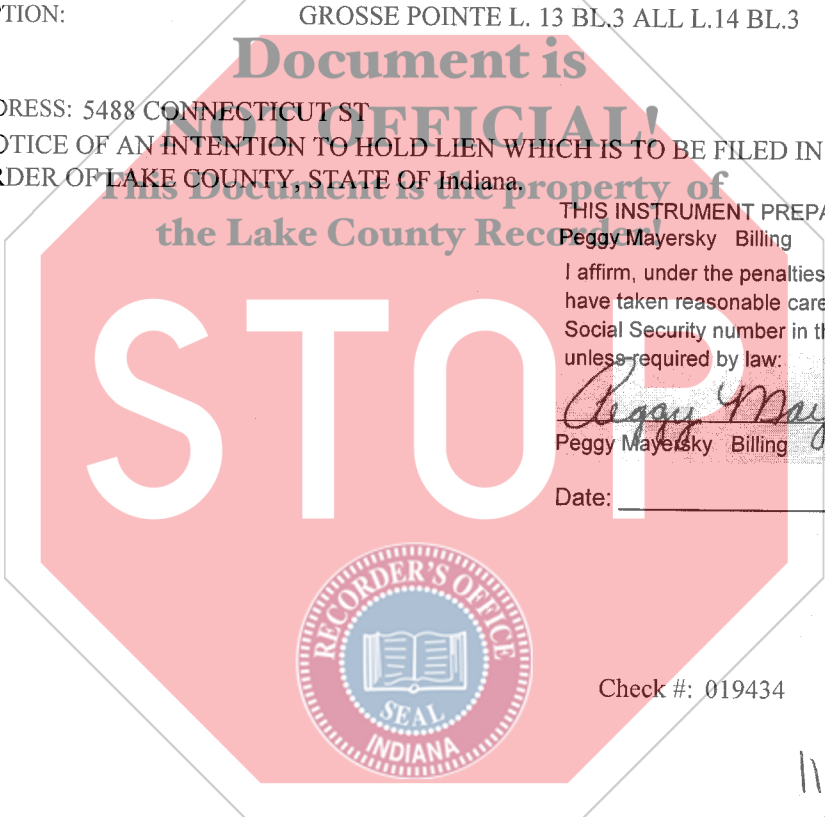 PTION: GROSSE POINTE L. 13 BL.3 ALL L.14 BL.3
Document is
DRESS: 5488 CONNECTICUT ST
NOT OFFICIAL!
OTICE OF AN INTENTION TO HOLD LIEN WHICH IS TO BE FILED IN
RDER OF LAKE COUNTY, STATE OF Indiana.
This Document is the property of
the Lake County Recorder!
THIS INSTRUMENT PREPA
Peggy Mayersky Billing
I affirm, under the penalties
have taken reasonable care
Social Security number in th
unless required by law:
Peggy May
Peggy Mayersky Billing
Date:
STOP
RECORDER'S OFFICE
SEAL
INDIANA
Check #: 019434